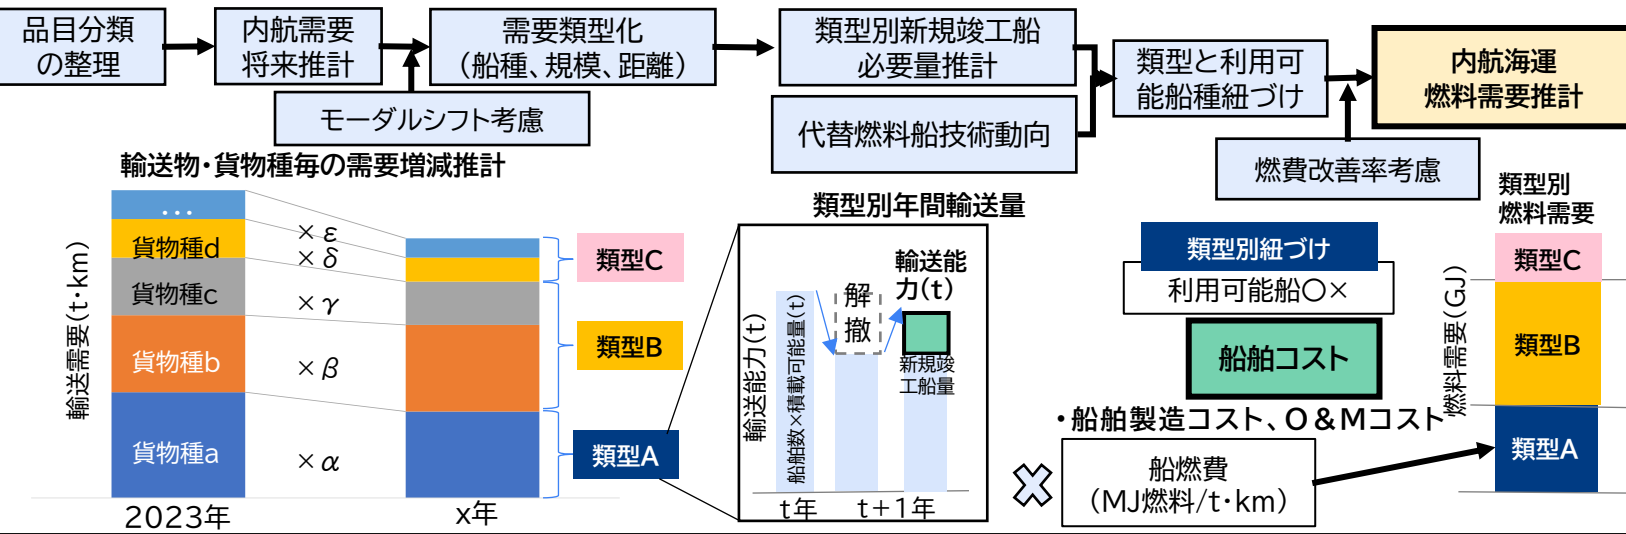 品目分類
の整理
内航需要
将来推計
需要類型化
（船種、規模、距離）
類型別新規竣工船
必要量推計
類型と利用可
能船種紐づけ
内航海運
燃料需要推計
モーダルシフト考慮
代替燃料船技術動向
燃費改善率考慮
輸送物・貨物種毎の需要増減推計
輸送需要(t・km)
…
貨物種d
貨物種c
貨物種b
貨物種a
×ε
×δ
×γ
×β
×α
2023年
x年
類型C
類型B
類型A
類型別年間輸送量
輸送能力(t)
船舶数×積載可能量(t)
解
撤
輸送能
力(t)
新規竣
工船量
t年
t+1年
類型別紐づけ
利用可能船〇×
船舶コスト
・船舶製造コスト、O&Mコスト
船燃費
（MJ燃料/t・km）
類型別
燃料需要
燃料需要(GJ)
類型C
類型B
類型A